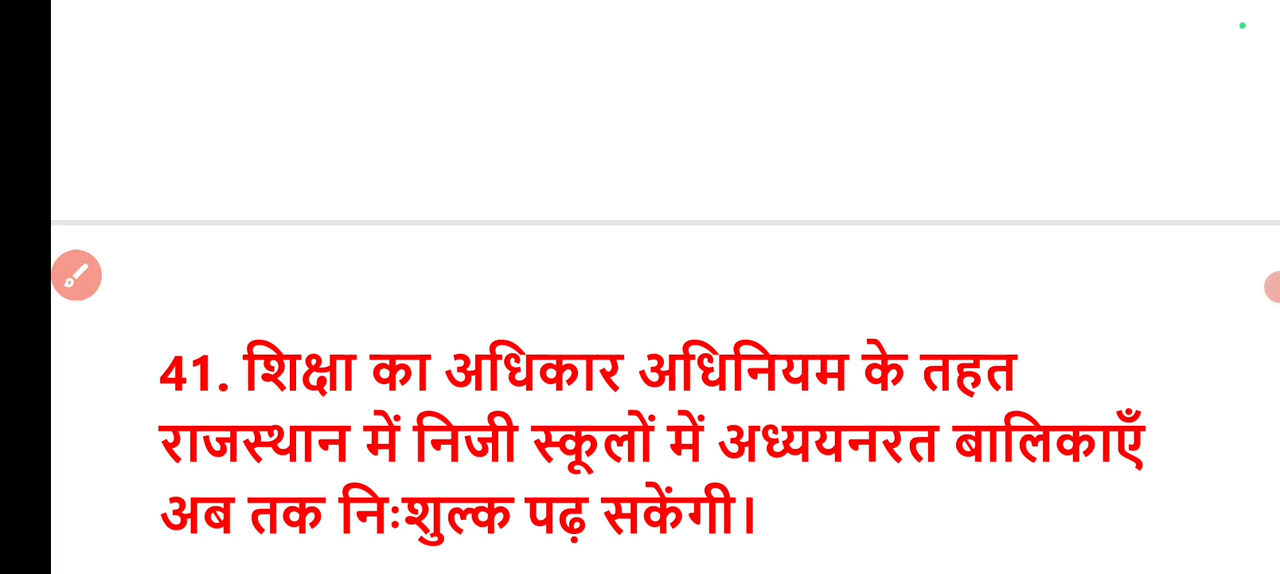 41. शिक्षा का अधिकार अधिनियम के तहत
राजस्थान में निजी स्कूलों में अध्ययनरत बालिकाएँ
अब तक निःशुल्क पढ़ सकेंगी।